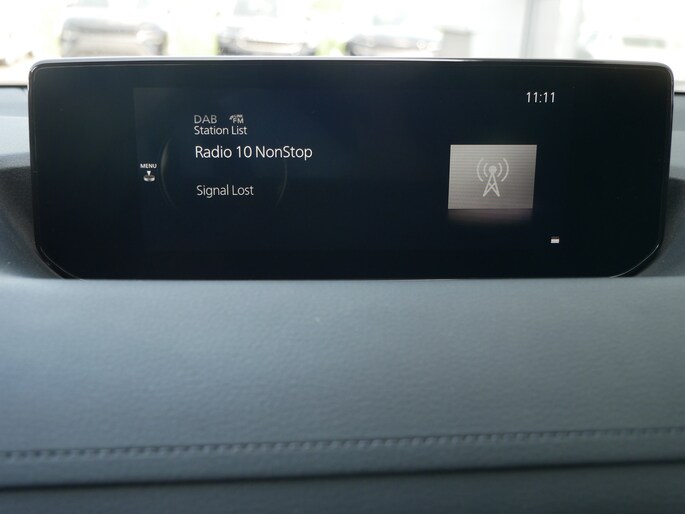 11:11
DAB FM
Station List
Radio 10 NonStop
MENU
Signal Lost